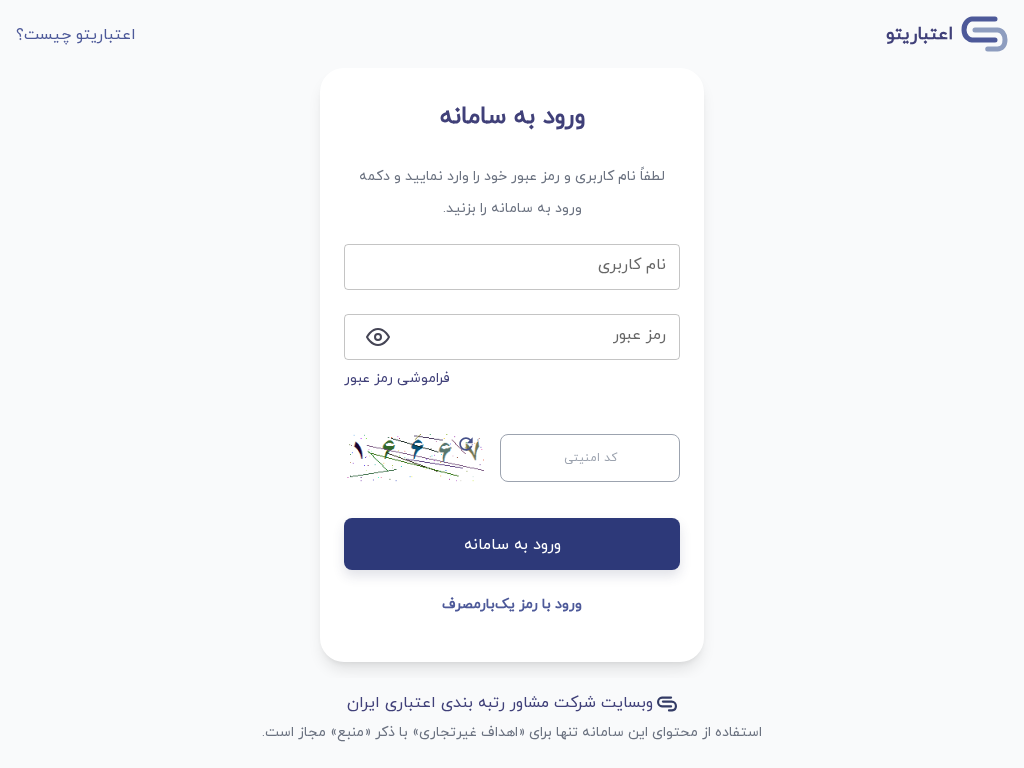 اعتباریتو
اعتباریتو چیست؟
ورود به سامانه
لطفاً نام کاربری و رمز عبور خود را وارد نمایید و دکمه
ورود به سامانه را بزنید.
نام کاربری
رمز عبور
فراموشی رمز عبور
کد امنیتی
ورود به سامانه
ورود با رمز یک‌بارمصرف
وبسایت شرکت مشاور رتبه بندی اعتباری ایران
استفاده از محتوای این سامانه تنها برای «اهداف غیرتجاری» با ذکر «منبع» مجاز است.